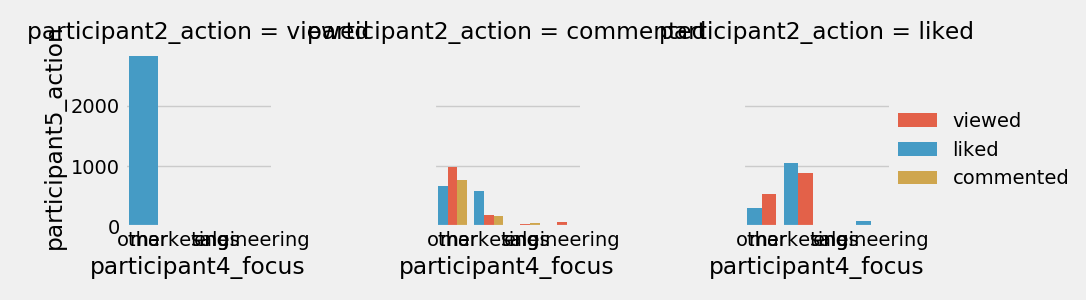 participant2_action = viewed
participant2_action = commented
participant2_action = liked
participant5_action
2000
1000
0
viewed
liked
commented
other marketing sales engineering
other marketing sales engineering
other marketing sales engineering
participant4_focus
participant4_focus
participant4_focus